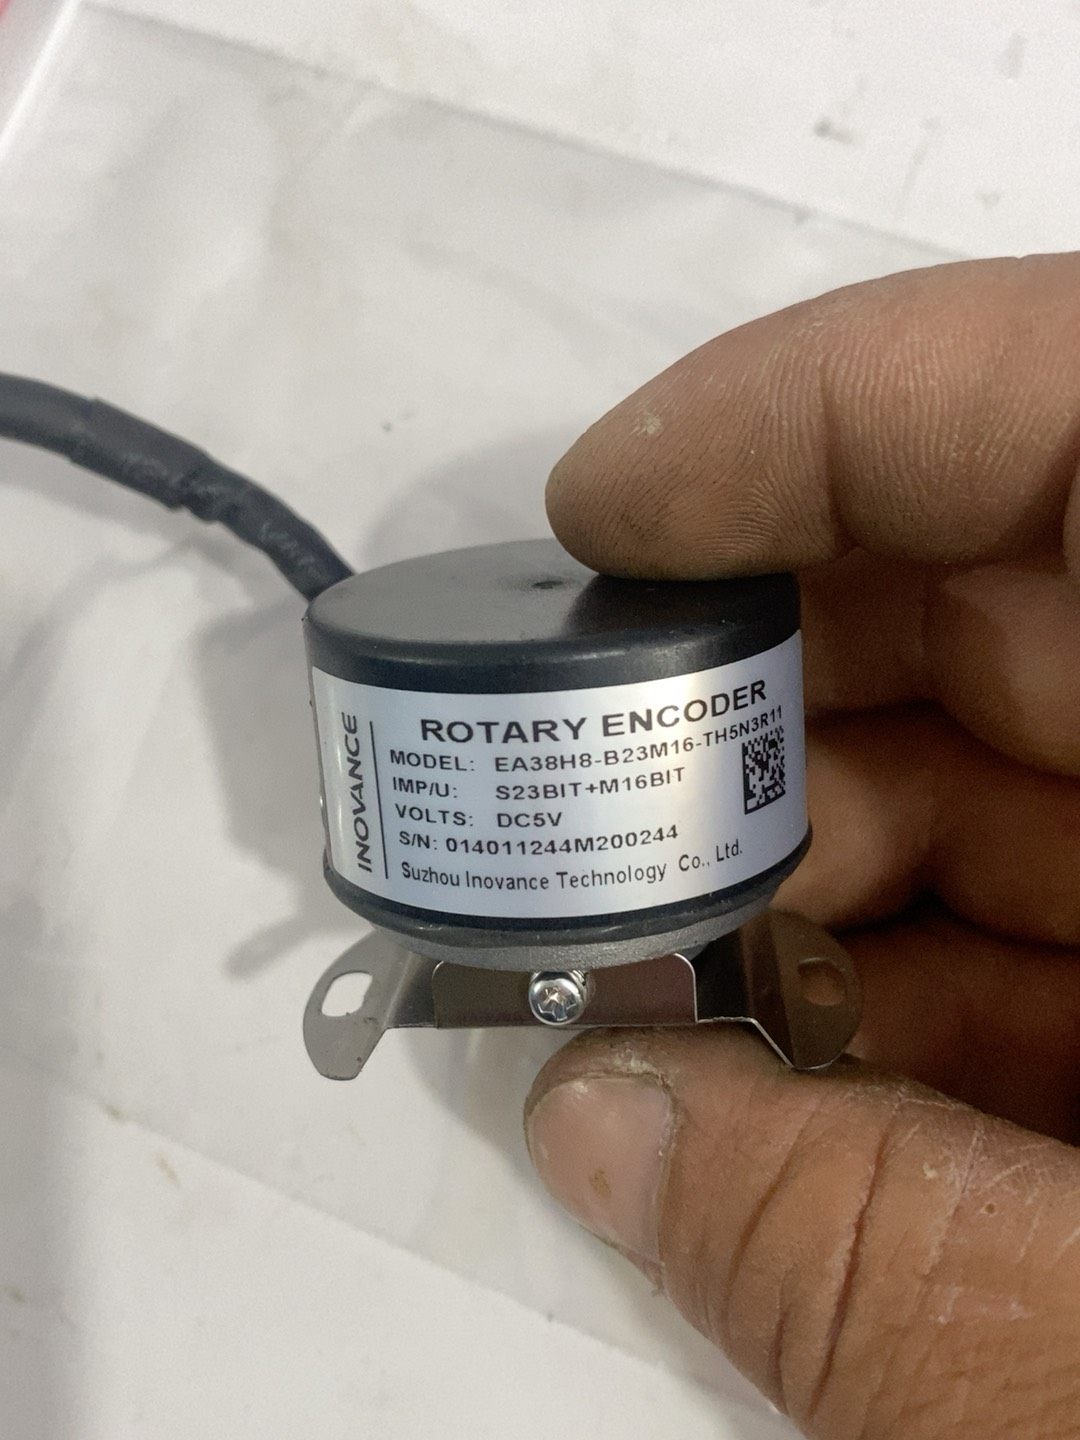 INOVANCE
ROTARY ENCODER
MODEL: EA38H8-B23M16-TH5N3R11
IMP/U: S23BIT+M16BIT
VOLTS: DC5V
S/N: 014011244M200244
Suzhou Inovance Technology Co., Ltd.